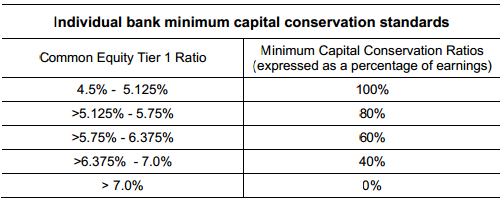 Individual bank minimum capital conservation standards
Common Equity Tier 1 Ratio
Minimum Capital Conservation Ratios
(expressed as a percentage of earnings)
4.5% - 5.125%
100%
>5.125% - 5.75%
80%
>5.75% - 6.375%
60%
>6.375% - 7.0%
40%
> 7.0%
0%